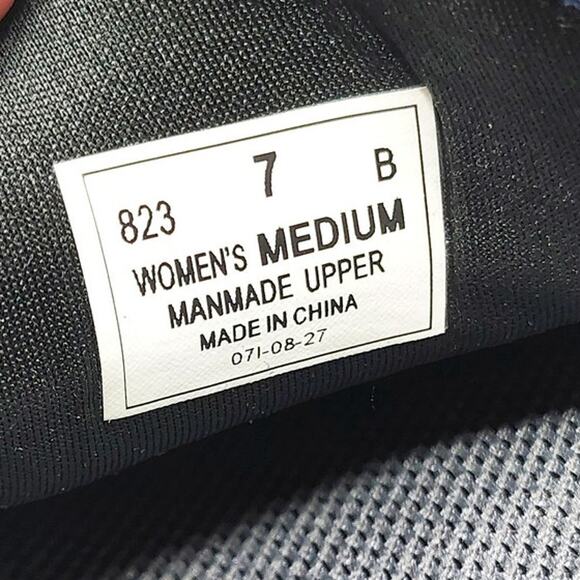 823 7 B
WOMEN'S MEDIUM
MANMADE UPPER
MADE IN CHINA
071-08-27